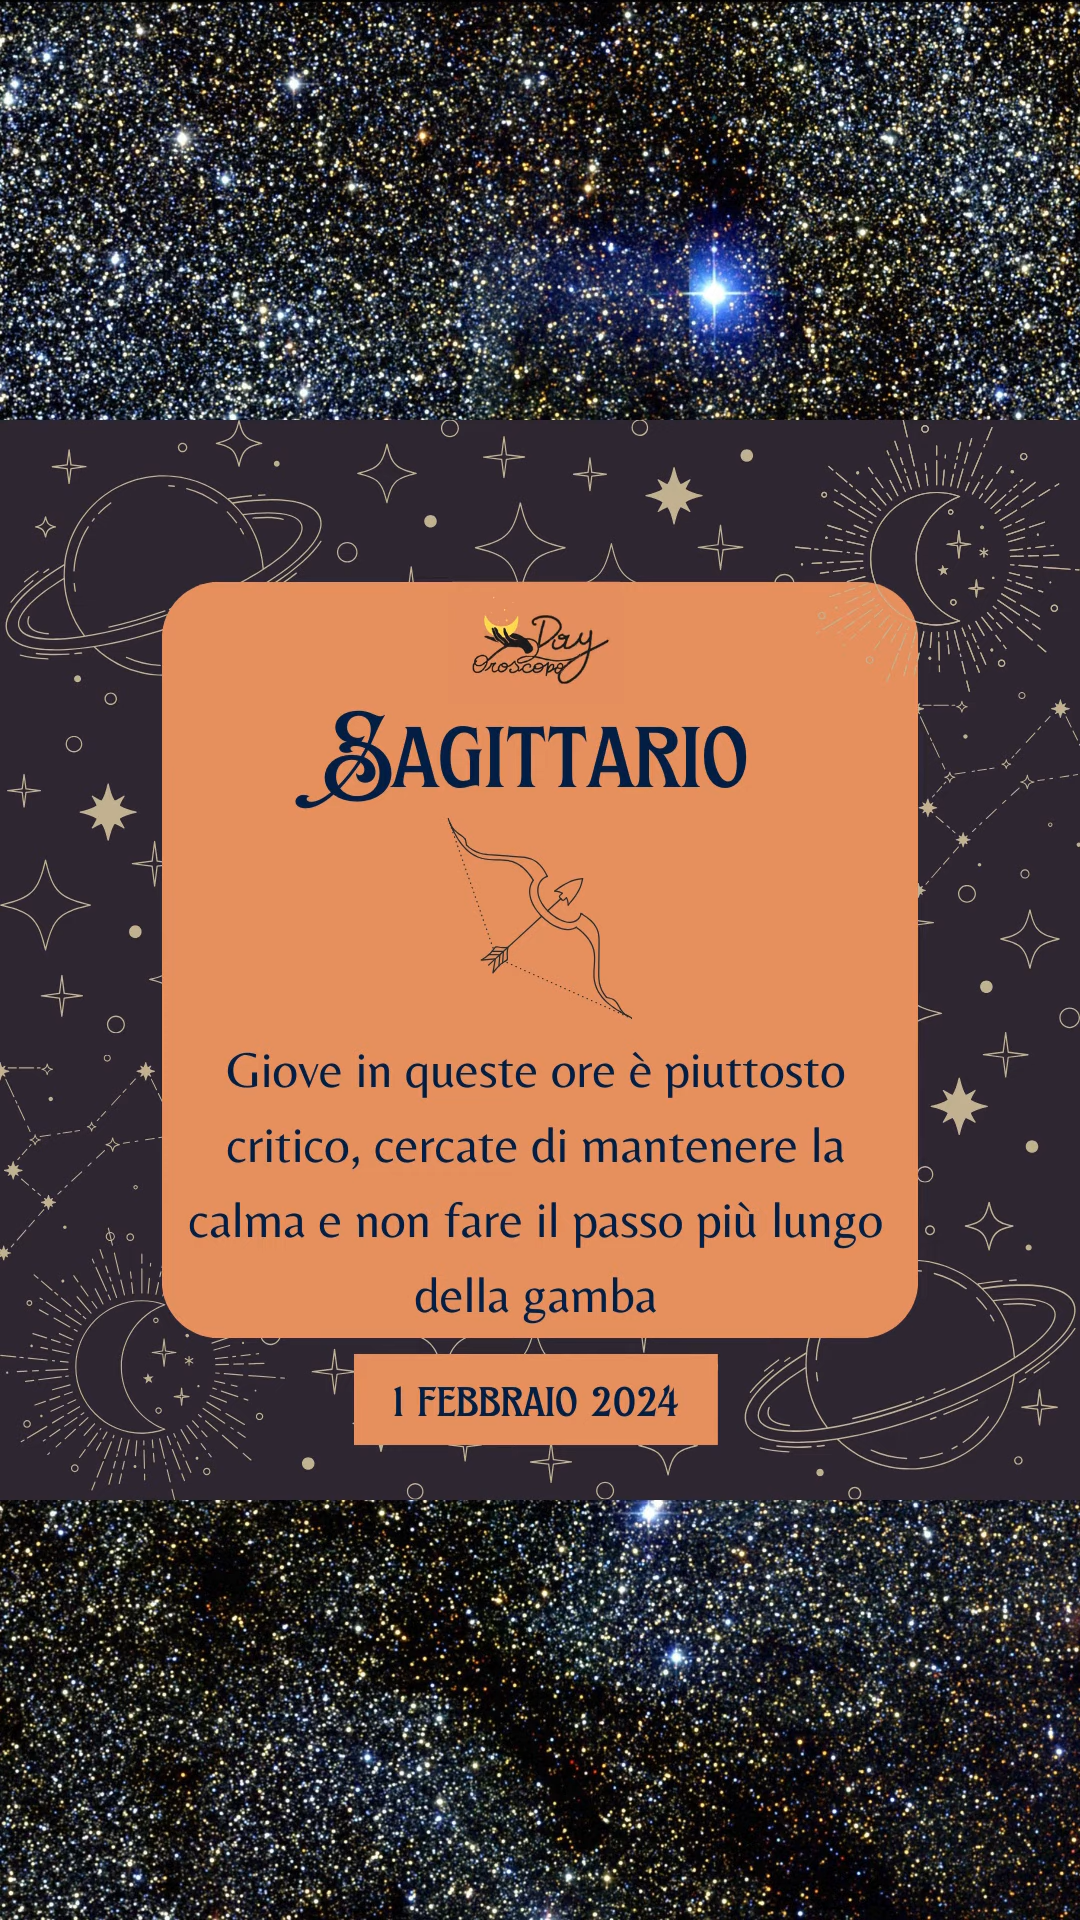 Day
Oroscopo
SAGITTARIO
Giove in queste ore è piuttosto
critico, cercate di mantenere la
calma e non fare il passo più lungo
della gamba
1 FEBBRAIO 2024